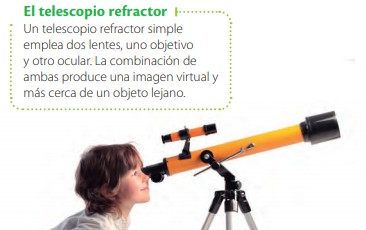 El telescopio refractor
Un telescopio refractor simple
emplea dos lentes, uno objetivo
y otro ocular. La combinación de
ambas produce una imagen virtual y
más cerca de un objeto lejano.